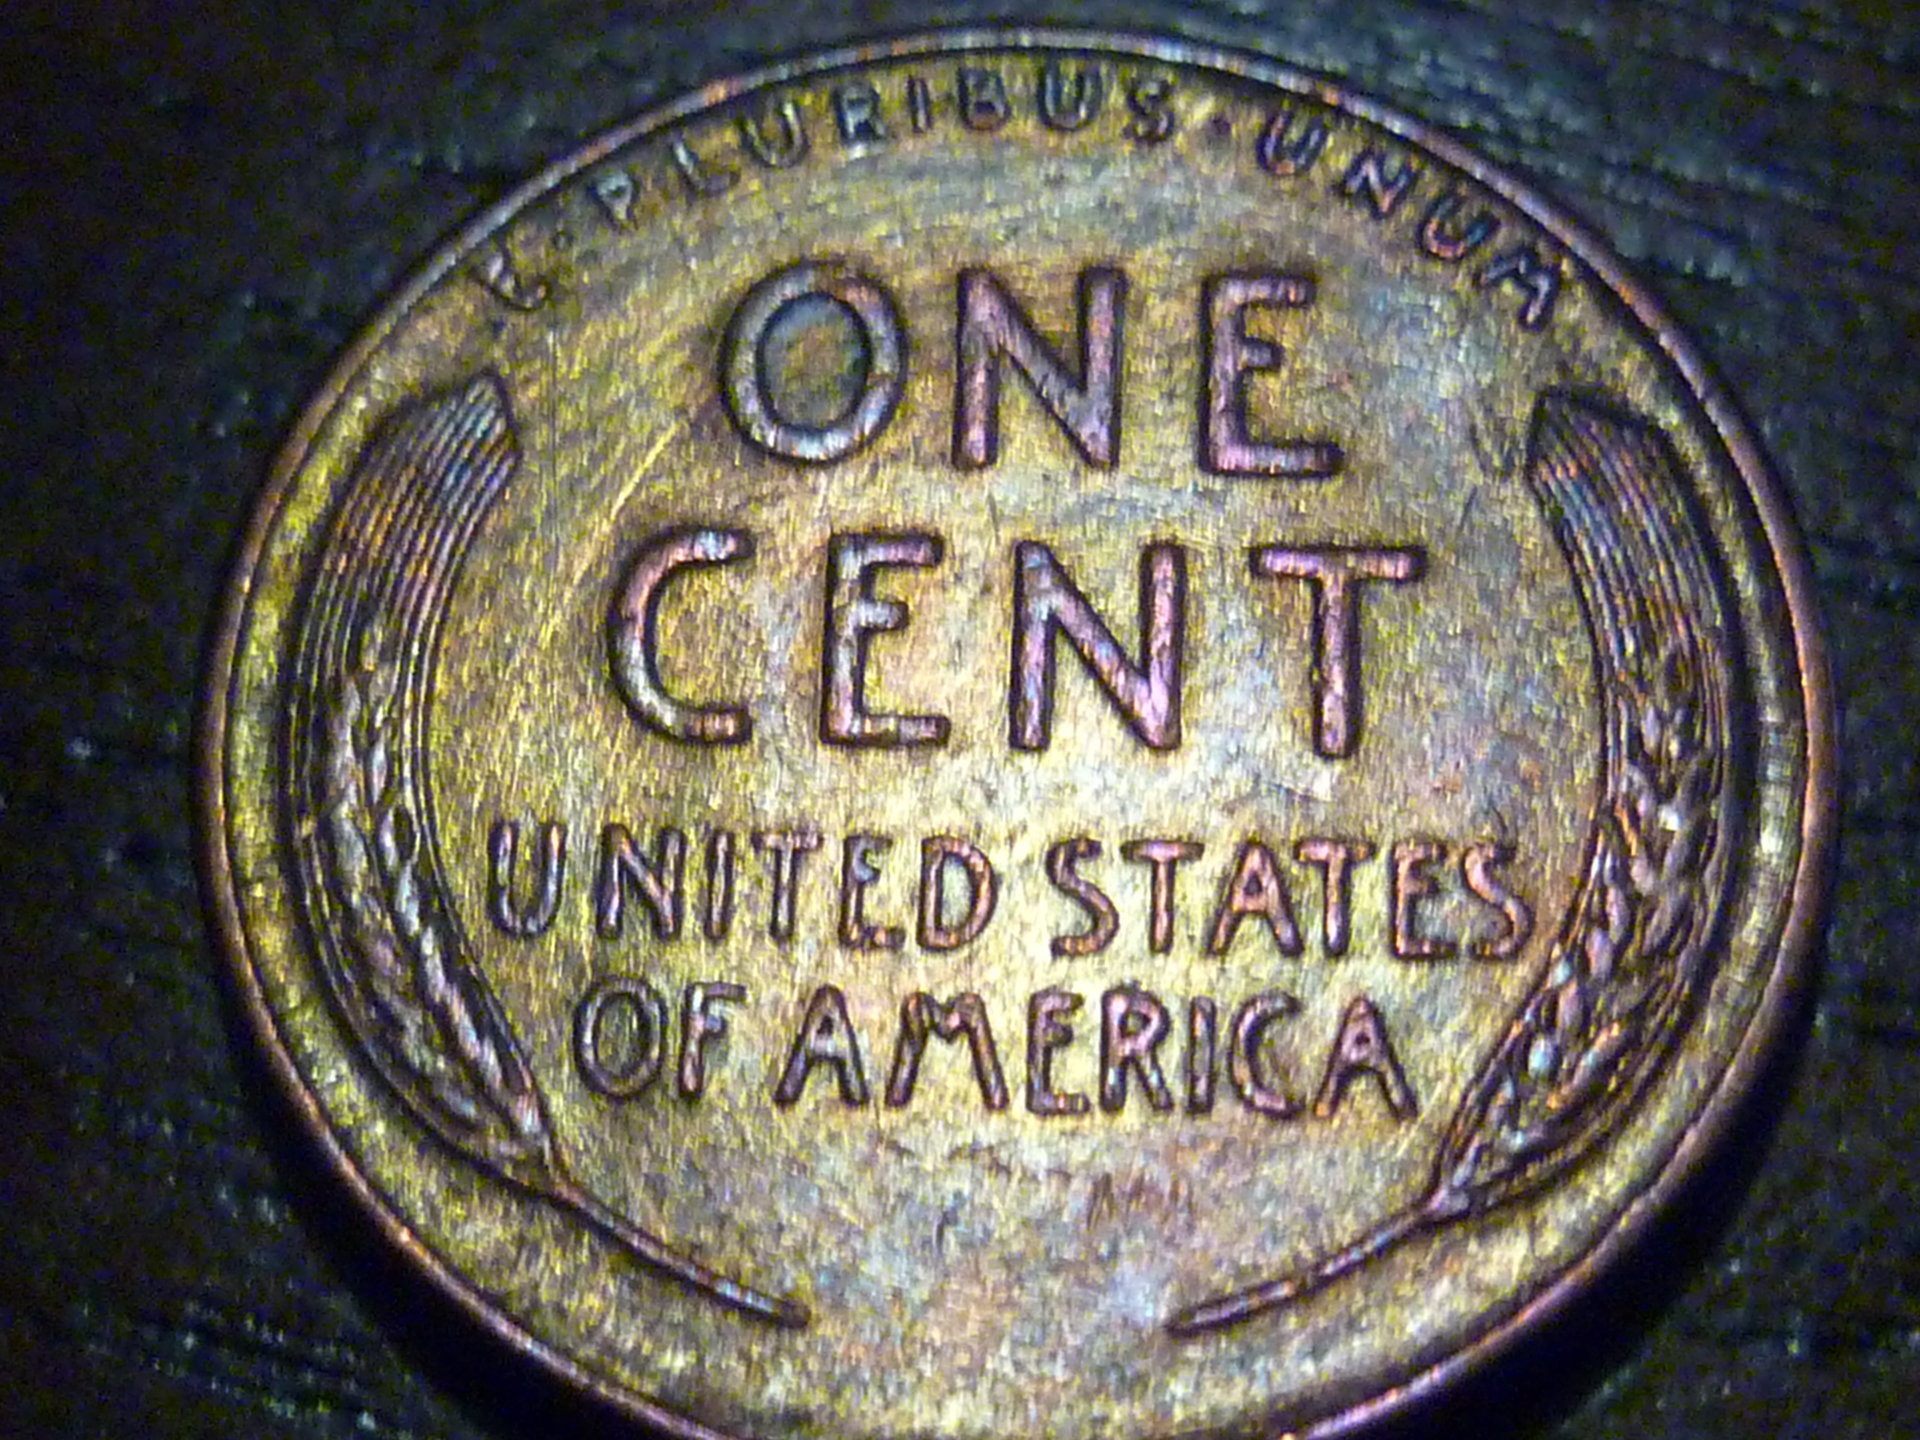 E·PLURIBUS·UNUM
ONE
CENT
UNITED STATES
OF AMERICA